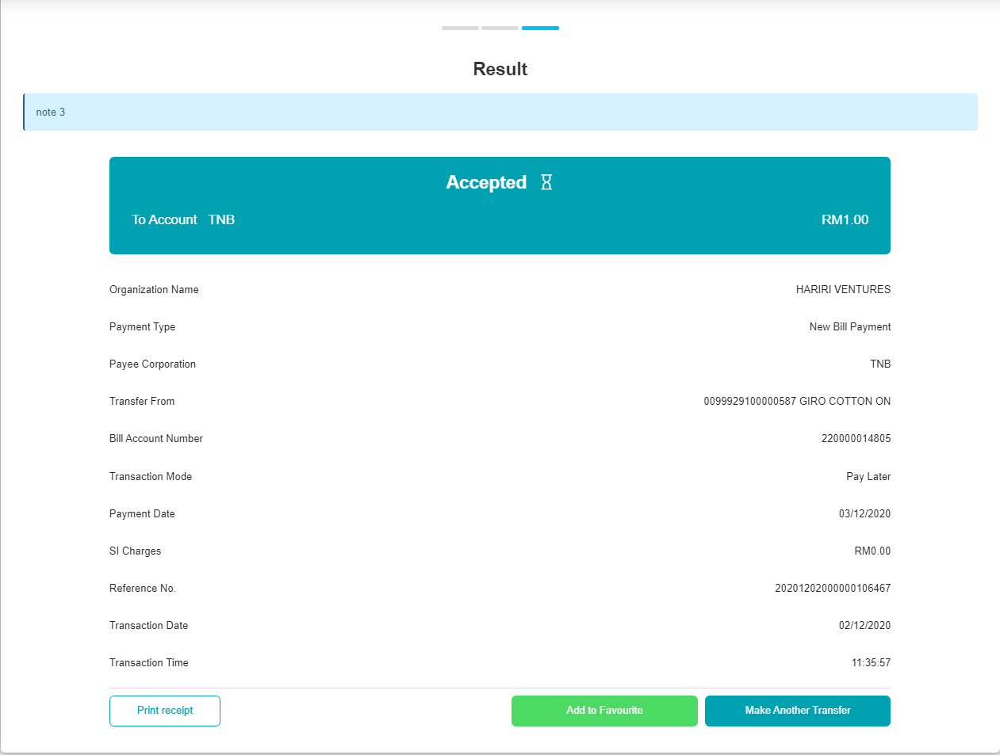 Result
note 3
Accepted
To Account TNB RM1.00
Organization Name HARIRI VENTURES
Payment Type New Bill Payment
Payee Corporation TNB
Transfer From 0099929100000587 GIRO COTTON ON
Bill Account Number 220000014805
Transaction Mode Pay Later
Payment Date 03/12/2020
SI Charges RM0.00
Reference No. 20201202000000106467
Transaction Date 02/12/2020
Transaction Time 11:35:57
Print receipt Add to Favourite Make Another Transfer